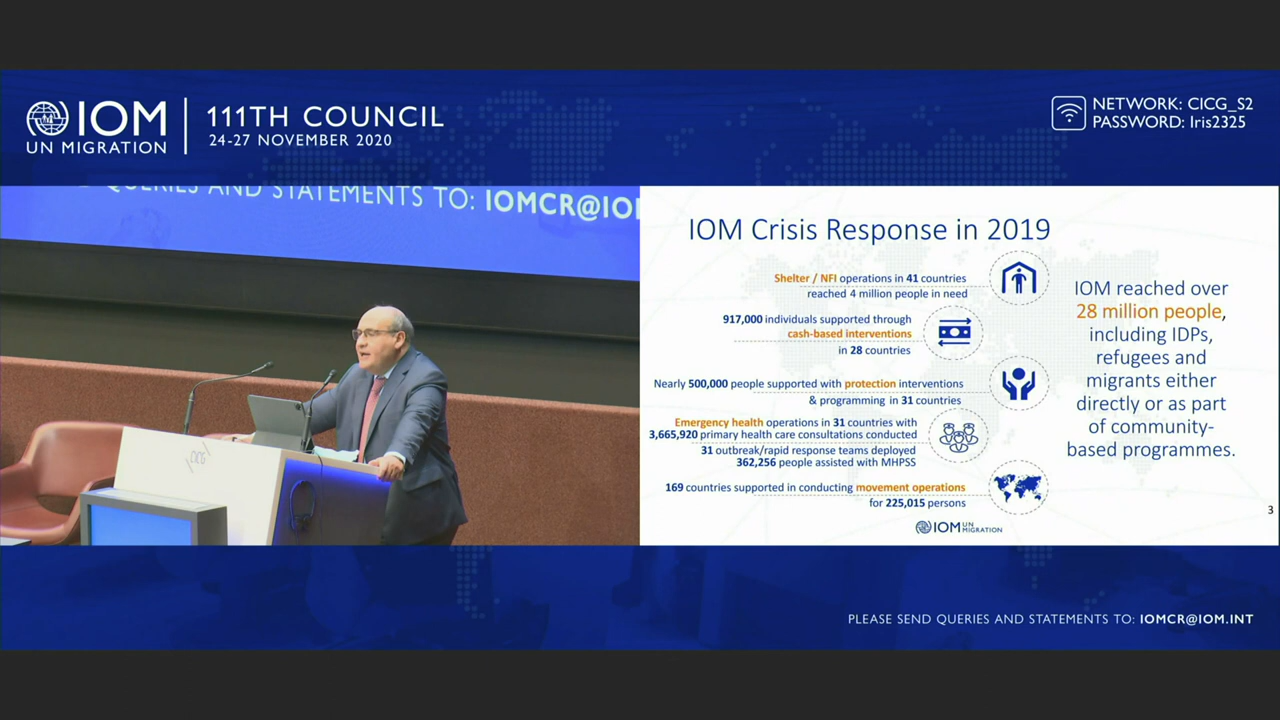 IOM
UN MIGRATION
111TH COUNCIL
24-27 NOVEMBER 2020
NETWORK: CICG_S2
PASSWORD: Iris2325
QUERIES AND STATEMENTS TO: IOMCR@IO
CICG
IOM Crisis Response in 2019
Shelter / NFI operations in 41 countries
reached 4 million people in need
917,000 individuals supported through
cash-based interventions
in 28 countries
Nearly 500,000 people supported with protection interventions
& programming in 31 countries
Emergency health operations in 31 countries with
3,665,920 primary health care consultations conducted
31 outbreak/rapid response teams deployed
362,256 people assisted with MHPSS
169 countries supported in conducting movement operations
for 225,015 persons
IOM reached over
28 million people,
including IDPs,
refugees and
migrants either
directly or as part
of community-
based programmes.
IOM UN MIGRATION
3
PLEASE SEND QUERIES AND STATEMENTS TO: IOMCR@IOM.INT